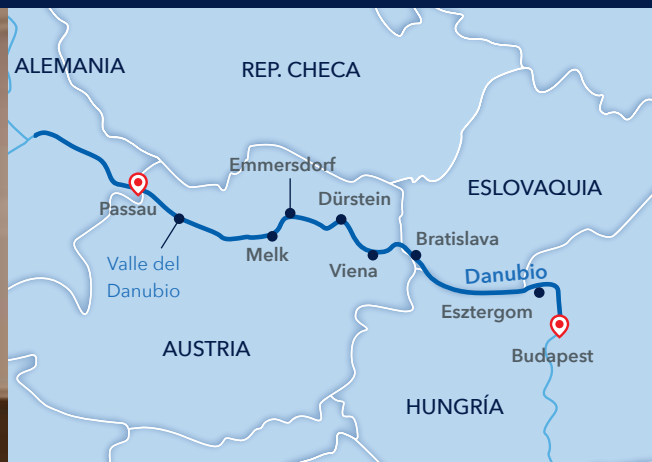 ALEMANIA
REP. CHECA
Emmersdorf
ESLOVAQUIA
Dürstein
Passau
Bratislava
Melk
Valle del
Danubio
Viena
Danubio
Esztergom
AUSTRIA
Budapest
HUNGRÍA